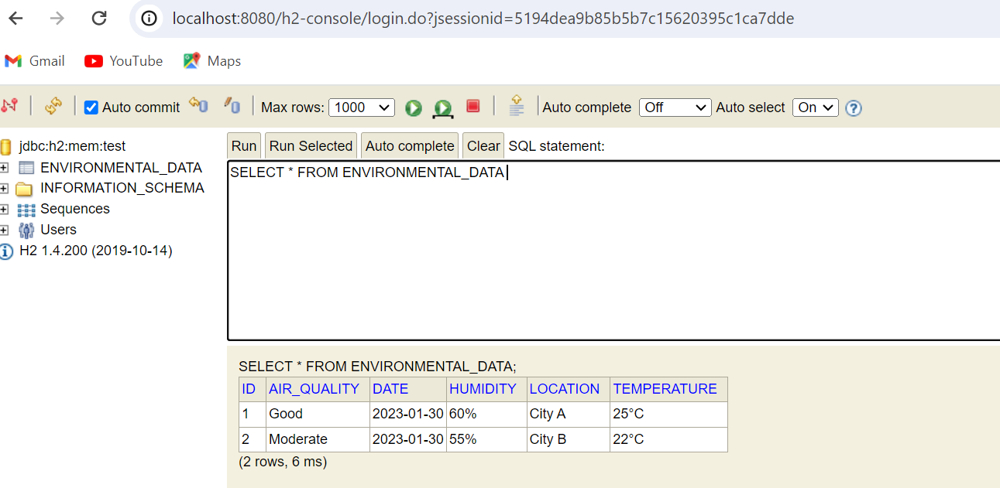 localhost:8080/h2-console/login.do?jsessionid=5194dea9b85b5b7c15620395c1ca7dde
Gmail YouTube Maps
Auto commit Max rows: 1000 Auto complete Off Auto select On ?
jdbc:h2:mem:test
ENVIRONMENTAL_DATA
INFORMATION_SCHEMA
Sequences
Users
H2 1.4.200 (2019-10-14)
Run Run Selected Auto complete Clear SQL statement:
SELECT * FROM ENVIRONMENTAL_DATA
SELECT * FROM ENVIRONMENTAL_DATA;
ID AIR_QUALITY DATE HUMIDITY LOCATION TEMPERATURE
1 Good 2023-01-30 60% City A 25°C
2 Moderate 2023-01-30 55% City B 22°C
(2 rows, 6 ms)